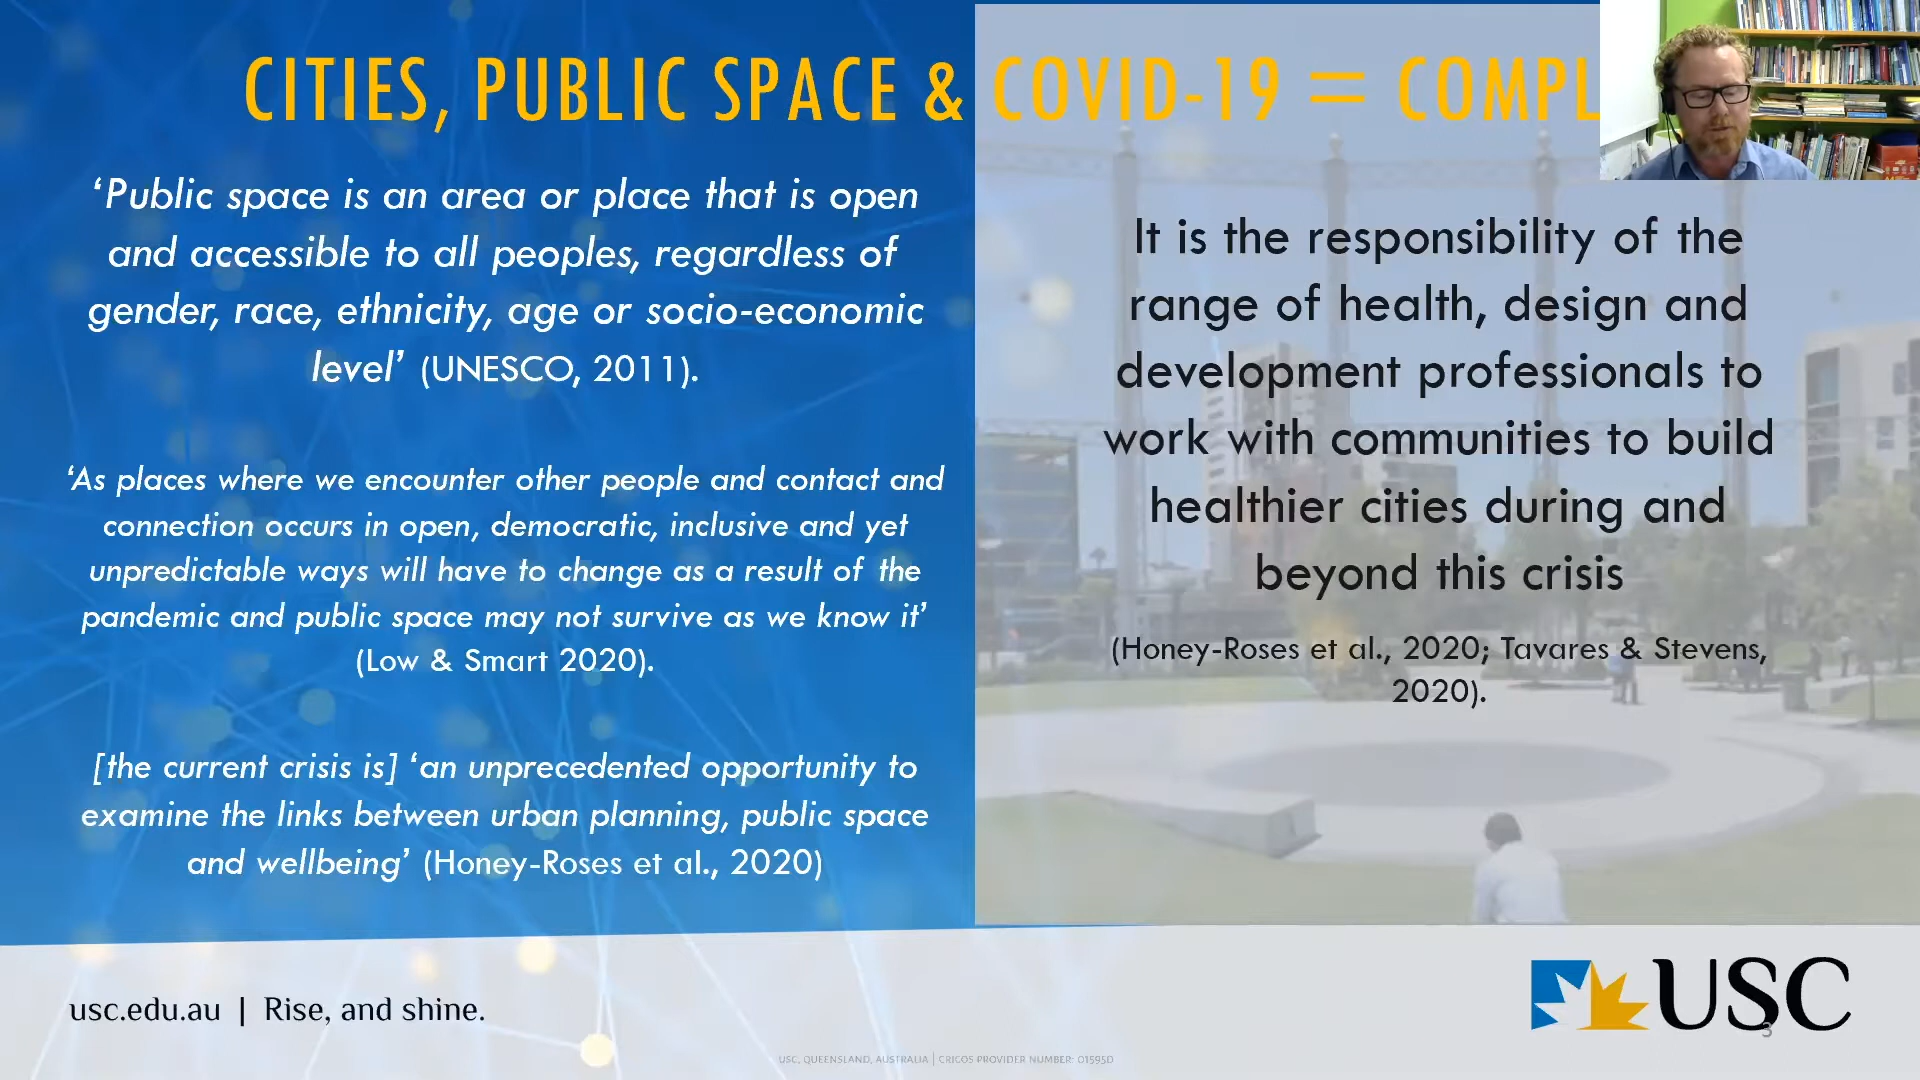 CITIES, PUBLIC SPACE & COVID-19 = COMPL
‘Public space is an area or place that is open
and accessible to all peoples, regardless of
gender, race, ethnicity, age or socio-economic
level’ (UNESCO, 2011).
‘As places where we encounter other people and contact and
connection occurs in open, democratic, inclusive and yet
unpredictable ways will have to change as a result of the
pandemic and public space may not survive as we know it’
(Low & Smart 2020).
[the current crisis is] ‘an unprecedented opportunity to
examine the links between urban planning, public space
and wellbeing’ (Honey-Roses et al., 2020)
It is the responsibility of the
range of health, design and
development professionals to
work with communities to build
healthier cities during and
beyond this crisis
(Honey-Roses et al., 2020; Tavares & Stevens,
2020).
usc.edu.au | Rise, and shine.
USC
3
USC, QUEENSLAND, AUSTRALIA | CRICOS PROVIDER NUMBER: 01595D